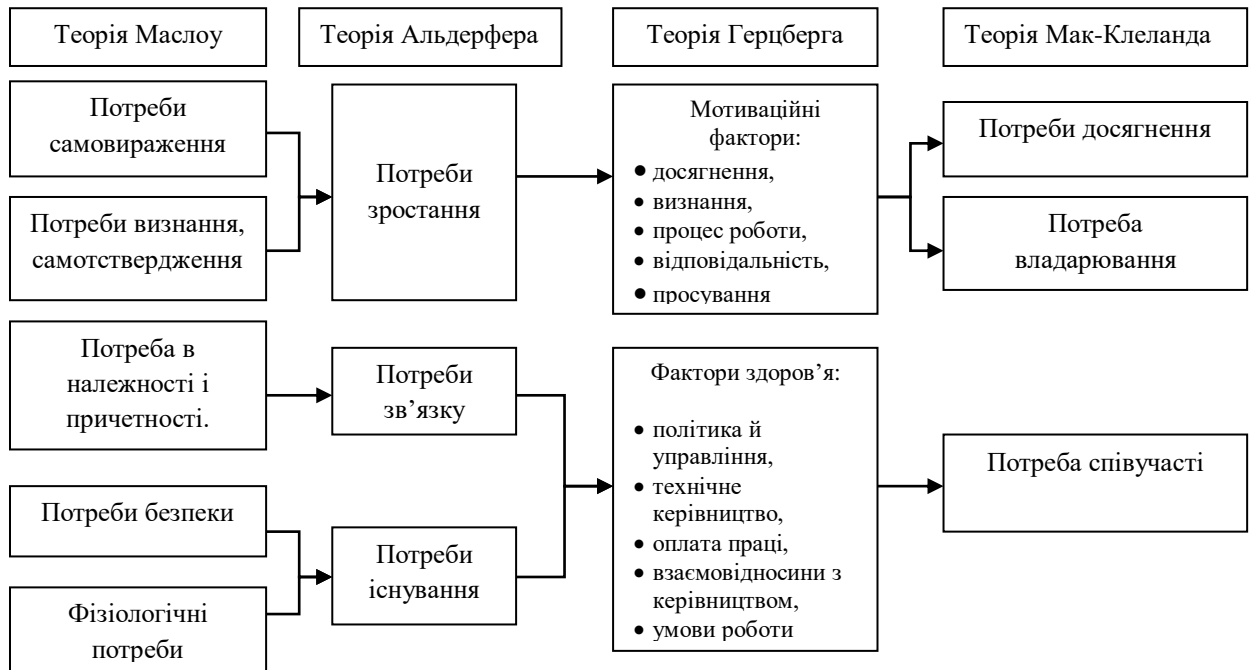 Теорія Маслоу
Теорія Альдерфера
Теорія Герцберга
Теорія Мак-Клеланда
Потреби
самовираження
Потреби визнання,
самотствердження
Потреба в
належності і
причетності.
Потреби безпеки
Фізіологічні
потреби
Потреби
зростання
Потреби
зв’язку
Потреби
існування
Мотиваційні
фактори:
• досягнення,
• визнання,
• процес роботи,
• відповідальність,
• просування
Фактори здоров’я:
• політика й
управління,
• технічне
керівництво,
• оплата праці,
• взаємовідносини з
керівництвом,
• умови роботи
Потреби досягнення
Потреба
владарювання
Потреба співучасті